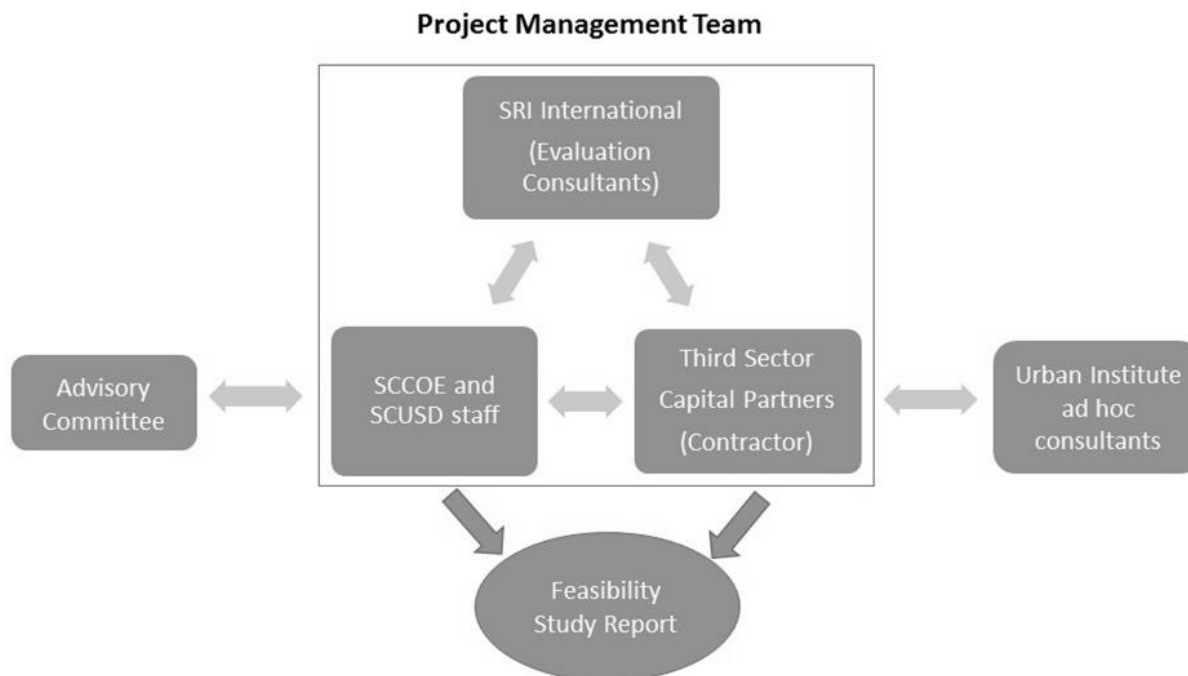 Project Management Team
SRI International
(Evaluation
Consultants)
Advisory
Committee
SCCOE and
SCUSD staff
Third Sector
Capital Partners
(Contractor)
Urban Institute
ad hoc
consultants
Feasibility
Study Report